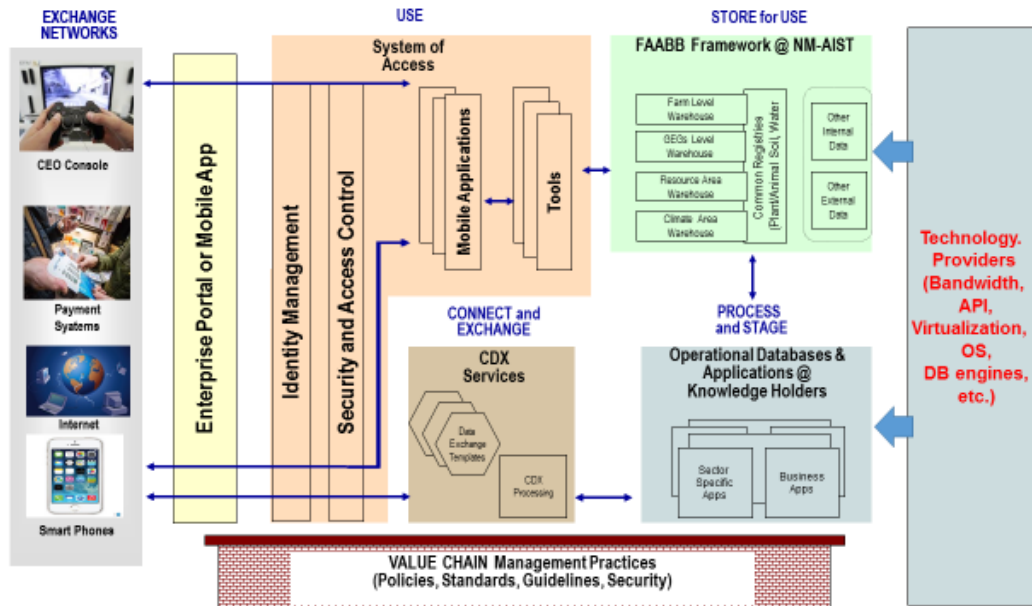 EXCHANGE
NETWORKS
CEO Console
Payment
Systems
Internet
Smart Phones
Enterprise Portal or Mobile App
USE
System of
Access
Identity Management
Security and Access Control
Mobile Applications
Tools
STORE for USE
FAABB Framework @ NM-AIST
Farm Level
Warehouse
GEGs Level
Warehouse
Resource Area
Warehouse
Climate Area
Warehouse
Common Registries
(Plant/Animal Soil, Water
Other
Internal
Data
Other
External
Data
CONNECT and
EXCHANGE
CDX
Services
Data
Exchange
Templates
CDX
Processing
PROCESS
and STAGE
Operational Databases &
Applications @
Knowledge Holders
Sector
Specific
Apps
Business
Apps
Technology.
Providers
(Bandwidth,
API,
Virtualization,
OS,
DB engines,
etc.)
VALUE CHAIN Management Practices
(Policies, Standards, Guidelines, Security)